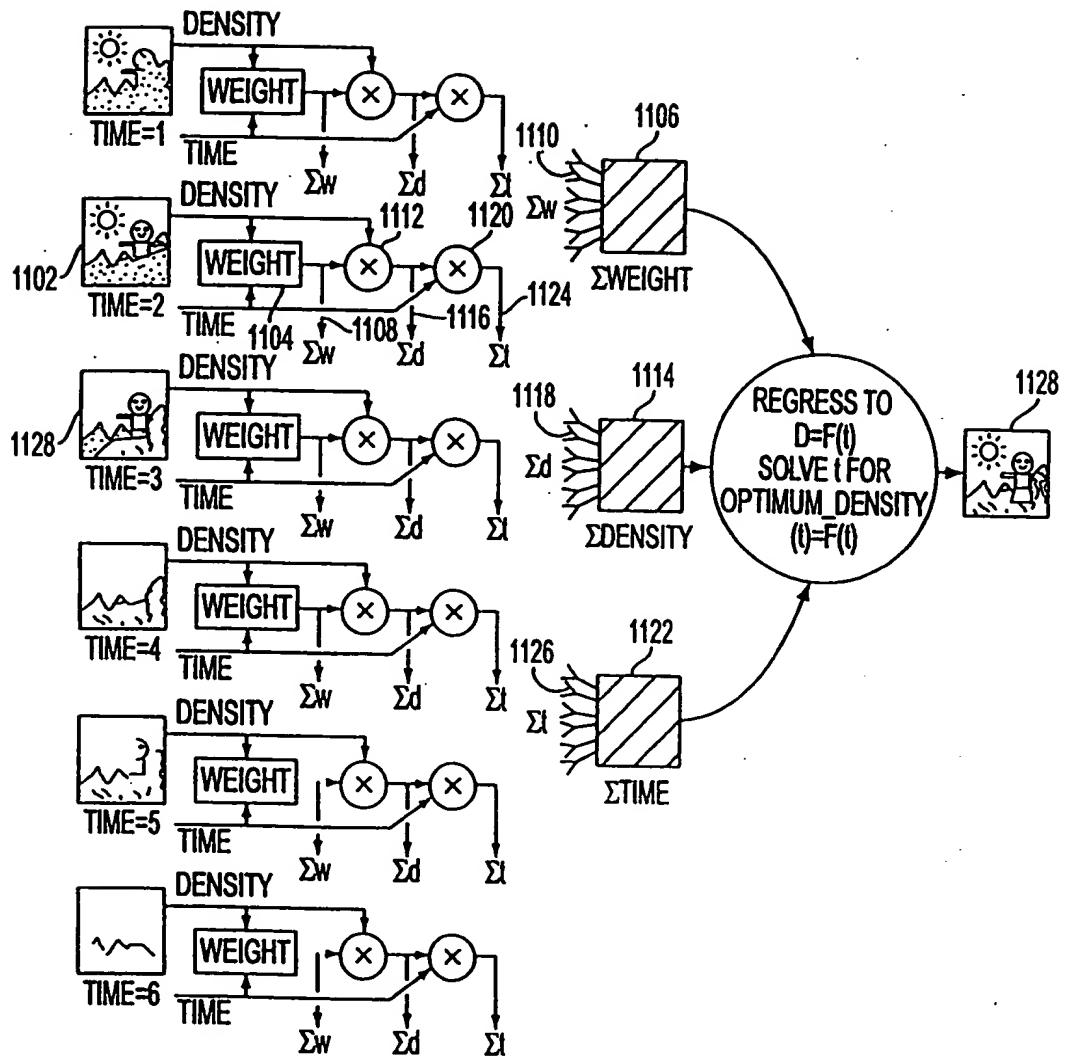 DENSITY
WEIGHT
×
×
TIME=1
TIME
Σw
Σd
Σt
DENSITY
1112
1120
1102
WEIGHT
×
×
TIME=2
TIME
1104
1108
1116
1124
Σw
Σd
Σt
DENSITY
1128
WEIGHT
×
×
TIME=3
TIME
Σw
Σd
Σt
DENSITY
WEIGHT
×
×
TIME=4
TIME
Σw
Σd
Σt
DENSITY
WEIGHT
×
×
TIME=5
TIME
Σw
Σd
Σt
DENSITY
WEIGHT
×
×
TIME=6
TIME
Σw
Σd
Σt
1110
1106
Σw
ΣWEIGHT
1118
1114
Σd
ΣDENSITY
1126
1122
Σt
ΣTIME
REGRESS TO
D=F(t)
SOLVE t FOR
OPTIMUM_DENSITY
(t)=F(t)
1128